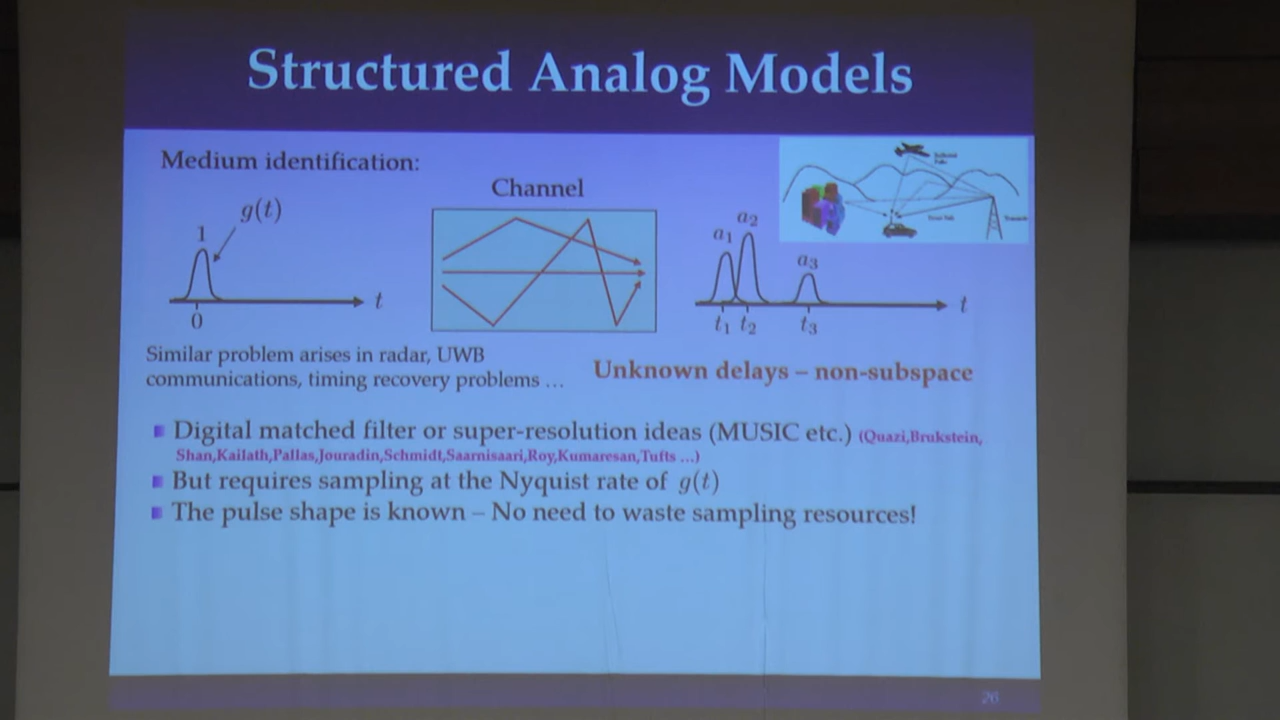 Structured Analog Models
Medium identification:
Channel
g(t)
1
0
t
a1
a2
a3
t1 t2
t3
t
Similar problem arises in radar, UWB
communications, timing recovery problems ...
Unknown delays – non-subspace
Digital matched filter or super-resolution ideas (MUSIC etc.) (Quazi,Brukstein,
Shan,Kailath,Pallas,Jouradin,Schmidt,Saarnisaari,Roy,Kumaresan,Tufts ...)
But requires sampling at the Nyquist rate of g(t)
The pulse shape is known – No need to waste sampling resources!
26